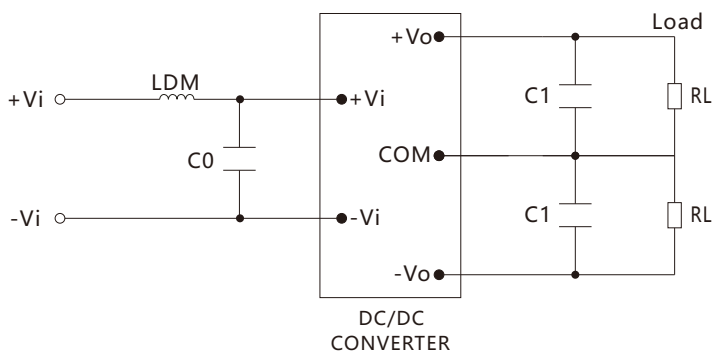 Load
+Vo
LDM
+Vi
+Vi
C1
RL
C0
COM
-Vi
-Vi
C1
RL
-Vo
DC/DC
CONVERTER